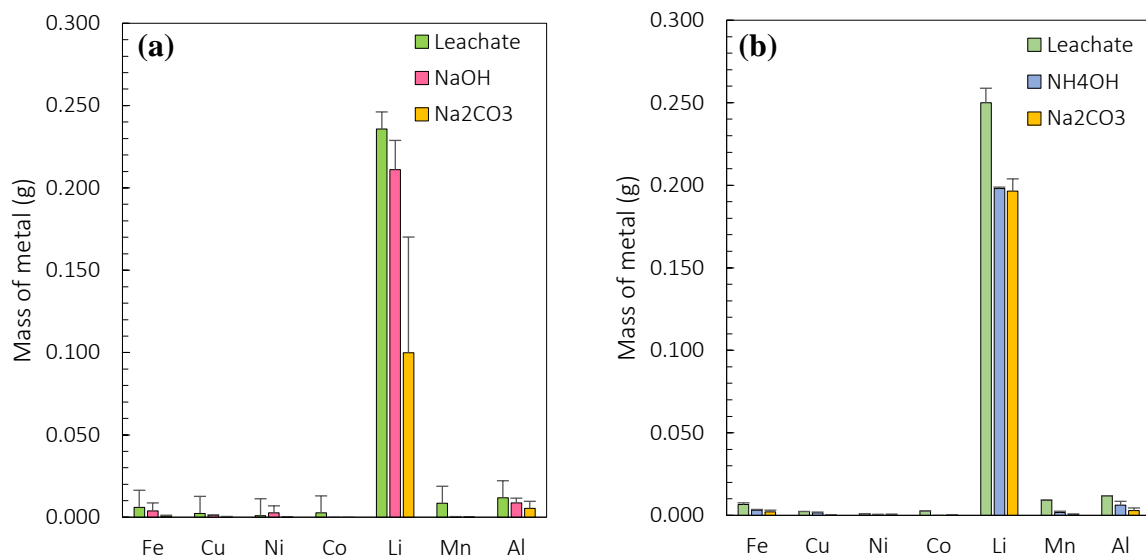 (a)
Leachate
NaOH
Na2CO3
Mass of metal (g)
0.300
0.250
0.200
0.150
0.100
0.050
0.000
Fe Cu Ni Co Li Mn Al
(b)
Leachate
NH4OH
Na2CO3
Mass of metal (g)
0.300
0.250
0.200
0.150
0.100
0.050
0.000
Fe Cu Ni Co Li Mn Al